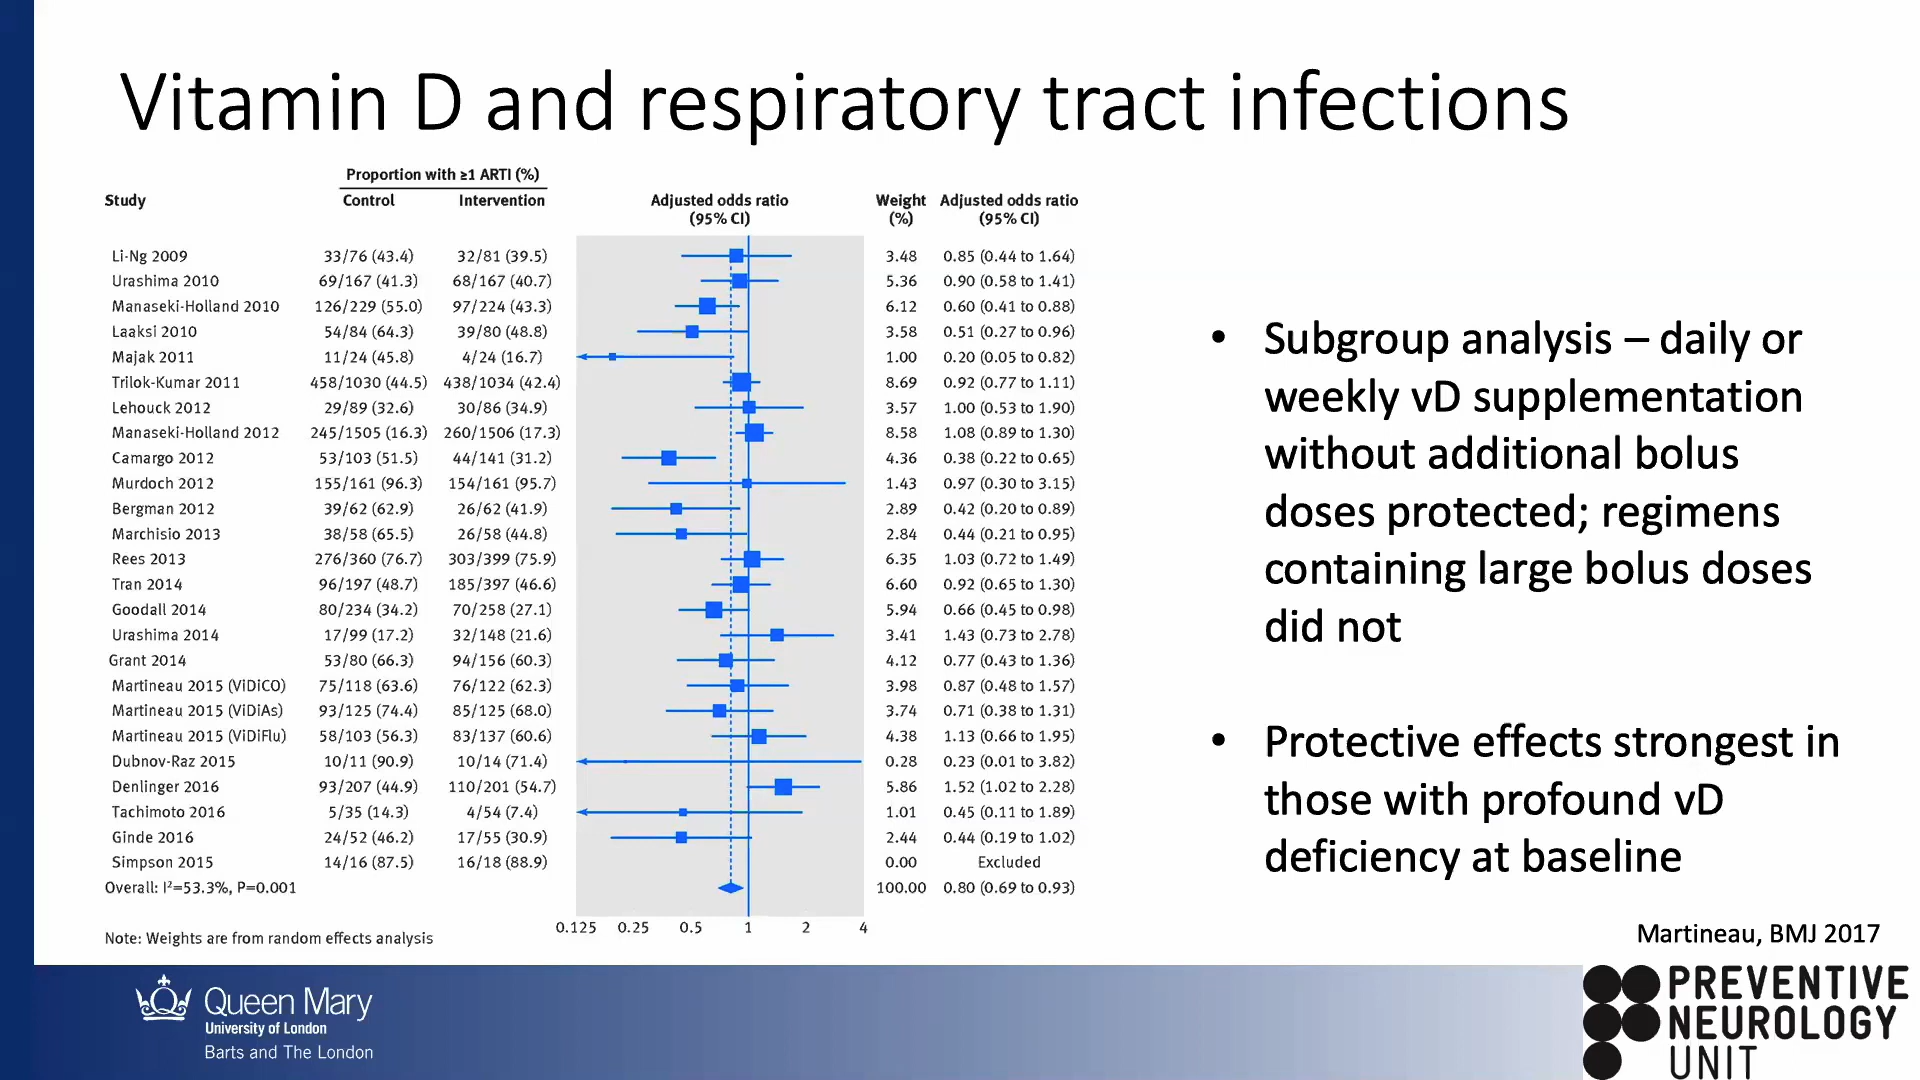 Vitamin D and respiratory tract infections
Proportion with ≥1 ARTI (%)
Study Control Intervention Adjusted odds ratio (95% CI) Weight (%) Adjusted odds ratio (95% CI)
Li-Ng 2009 33/76 (43.4) 32/81 (39.5) 3.48 0.85 (0.44 to 1.64)
Urashima 2010 69/167 (41.3) 68/167 (40.7) 5.36 0.90 (0.58 to 1.41)
Manaseki-Holland 2010 126/229 (55.0) 97/224 (43.3) 6.12 0.60 (0.41 to 0.88)
Laaksi 2010 54/84 (64.3) 39/80 (48.8) 3.58 0.51 (0.27 to 0.96)
Majak 2011 11/24 (45.8) 4/24 (16.7) 1.00 0.20 (0.05 to 0.82)
Trilok-Kumar 2011 458/1030 (44.5) 438/1034 (42.4) 8.69 0.92 (0.77 to 1.11)
Lehouck 2012 29/89 (32.6) 30/86 (34.9) 3.57 1.00 (0.53 to 1.90)
Manaseki-Holland 2012 245/1505 (16.3) 260/1506 (17.3) 8.58 1.08 (0.89 to 1.30)
Camargo 2012 53/103 (51.5) 44/141 (31.2) 4.36 0.38 (0.22 to 0.65)
Murdoch 2012 155/161 (96.3) 154/161 (95.7) 1.43 0.97 (0.30 to 3.15)
Bergman 2012 39/62 (62.9) 26/62 (41.9) 2.89 0.42 (0.20 to 0.89)
Marchisio 2013 38/58 (65.5) 26/58 (44.8) 2.84 0.44 (0.21 to 0.95)
Rees 2013 276/360 (76.7) 303/399 (75.9) 6.35 1.03 (0.72 to 1.49)
Tran 2014 96/197 (48.7) 185/397 (46.6) 6.60 0.92 (0.65 to 1.30)
Goodall 2014 80/234 (34.2) 70/258 (27.1) 5.94 0.66 (0.45 to 0.98)
Urashima 2014 17/99 (17.2) 32/148 (21.6) 3.41 1.43 (0.73 to 2.78)
Grant 2014 53/80 (66.3) 94/156 (60.3) 4.12 0.77 (0.43 to 1.36)
Martineau 2015 (ViDiCO) 75/118 (63.6) 76/122 (62.3) 3.98 0.87 (0.48 to 1.57)
Martineau 2015 (ViDiAs) 93/125 (74.4) 85/125 (68.0) 3.74 0.71 (0.38 to 1.31)
Martineau 2015 (ViDiFlu) 58/103 (56.3) 83/137 (60.6) 4.38 1.13 (0.66 to 1.95)
Dubnov-Raz 2015 10/11 (90.9) 10/14 (71.4) 0.28 0.23 (0.01 to 3.82)
Denlinger 2016 93/207 (44.9) 110/201 (54.7) 5.86 1.52 (1.02 to 2.28)
Tachimoto 2016 5/35 (14.3) 4/54 (7.4) 1.01 0.45 (0.11 to 1.89)
Ginde 2016 24/52 (46.2) 17/55 (30.9) 2.44 0.44 (0.19 to 1.02)
Simpson 2015 14/16 (87.5) 16/18 (88.9) 0.00 Excluded
Overall: I²=53.3%, P=0.001 100.00 0.80 (0.69 to 0.93)
0.125 0.25 0.5 1 2 4
Note: Weights are from random effects analysis
• Subgroup analysis – daily or
weekly vD supplementation
without additional bolus
doses protected; regimens
containing large bolus doses
did not
• Protective effects strongest in
those with profound vD
deficiency at baseline
Martineau, BMJ 2017
Queen Mary
University of London
Barts and The London
PREVENTIVE
NEUROLOGY
UNIT